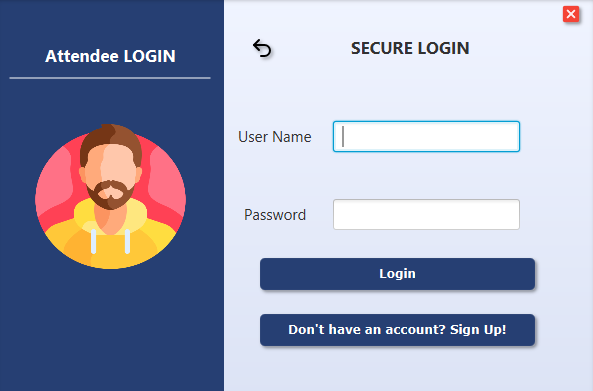 Attendee LOGIN
SECURE LOGIN
User Name
Password
Login
Don't have an account? Sign Up!